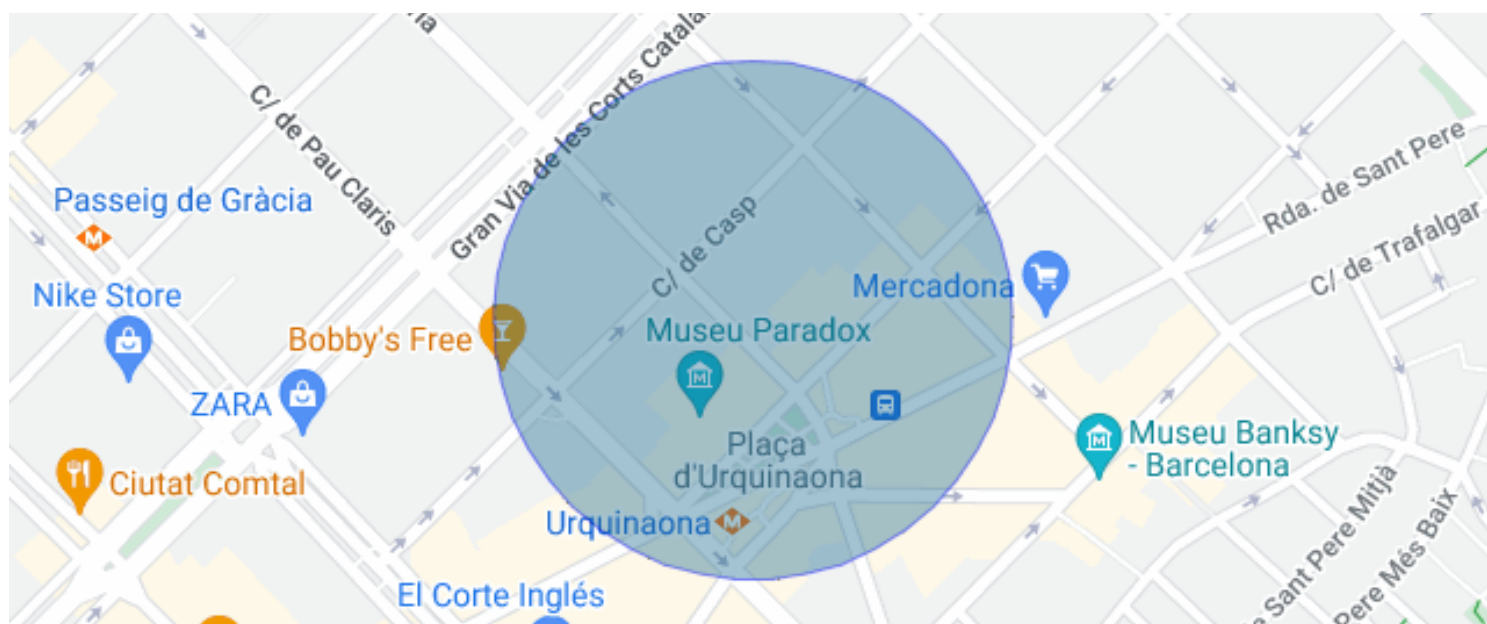 C/ de Pau Claris
Gran Via de les Corts Catala
Passeig de Gràcia
M
Nike Store
Bobby's Free
ZARA
Ciutat Comtal
C/ de Casp
Museu Paradox
M
Mercadona
Plaça
d'Urquinaona
Urquinaona
M
El Corte Inglés
Rda. de Sant Pere
C/ de Trafalgar
Museu Banksy
- Barcelona
M
e Sant Pere Mitjà
Pere Més Baix